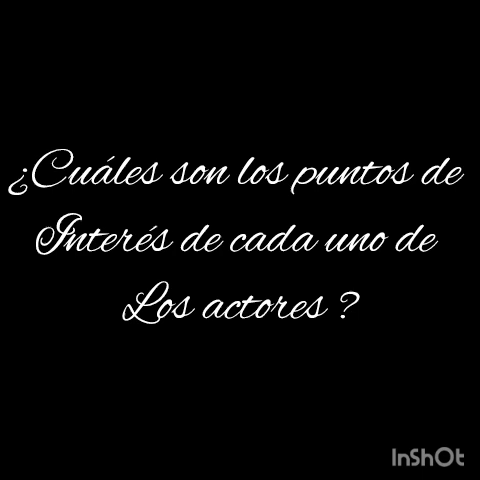 ¿Cuáles son los puntos de
Interés de cada uno de
Los actores ?
InShOt